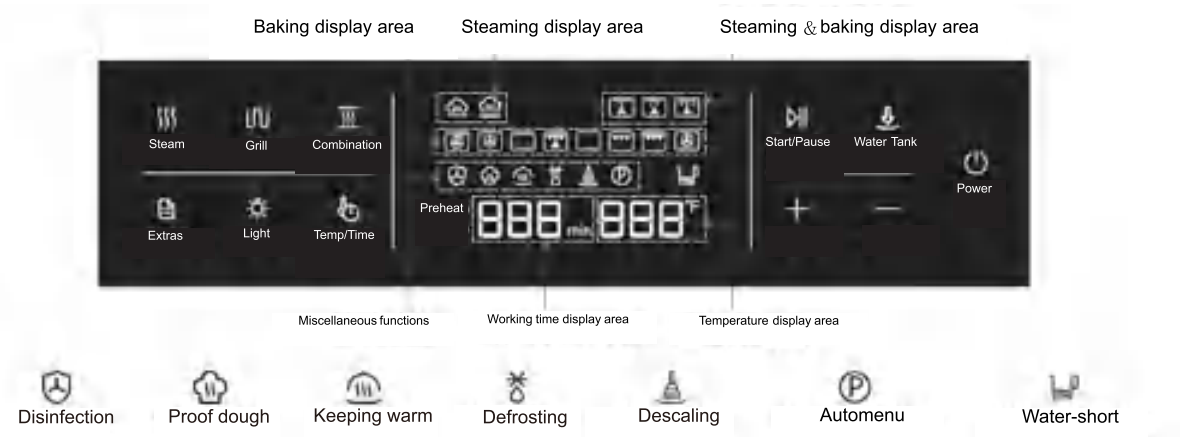 Baking display area Steaming display area Steaming & baking display area
Steam Grill Combination
Start/Pause Water Tank
Power
Preheat
888 min 888 °F
Extras Light Temp/Time
+ −
Miscellaneous functions Working time display area Temperature display area
Disinfection Proof dough Keeping warm Defrosting Descaling Automenu Water-short